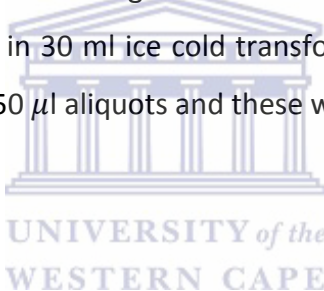 in 30 ml ice cold transfo
50 µl aliquots and these w
UNIVERSITY of the
WESTERN CAPE